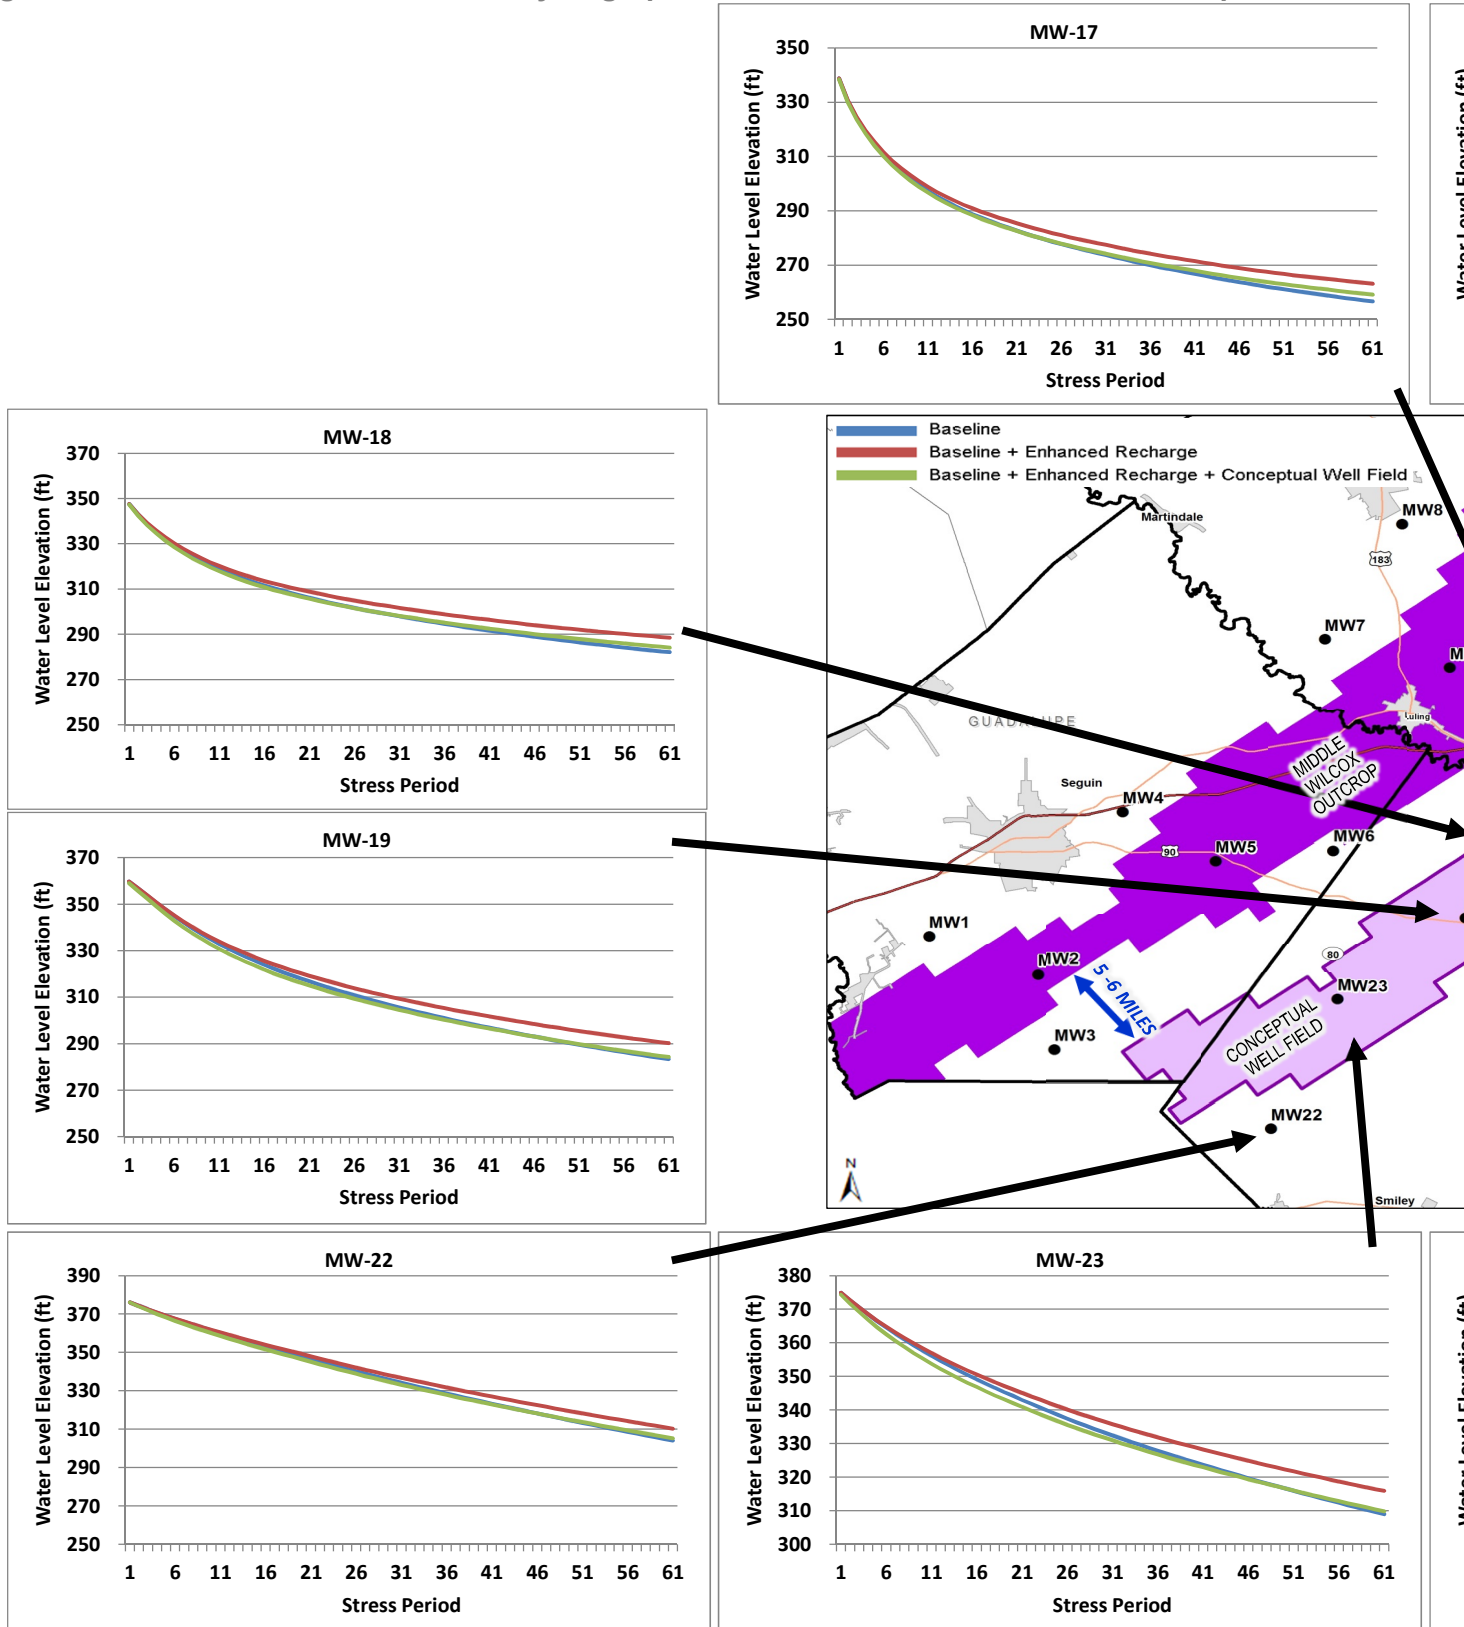 MW-17
Water Level Elevation (ft)
350
330
310
290
270
250
1 6 11 16 21 26 31 36 41 46 51 56 61
Stress Period
MW-18
Water Level Elevation (ft)
370
350
330
310
290
270
250
1 6 11 16 21 26 31 36 41 46 51 56 61
Stress Period
MW-19
Water Level Elevation (ft)
370
350
330
310
290
270
250
1 6 11 16 21 26 31 36 41 46 51 56 61
Stress Period
Baseline
Baseline + Enhanced Recharge
Baseline + Enhanced Recharge + Conceptual Well Field
Martindale
MW8
183
MW7
GUADALUPE
Luling
MIDDLE
WILCOX
OUTCROP
Seguin
MW4
MW6
90
MW5
MW1
MW2
80
5 -6 MILES
MW23
MW3
CONCEPTUAL
WELL FIELD
MW22
N
Smiley
MW-22
Water Level Elevation (ft)
390
370
350
330
310
290
270
250
1 6 11 16 21 26 31 36 41 46 51 56 61
Stress Period
MW-23
Water Level Elevation (ft)
380
370
360
350
340
330
320
310
300
1 6 11 16 21 26 31 36 41 46 51 56 61
Stress Period
Water Level Elevation (ft)